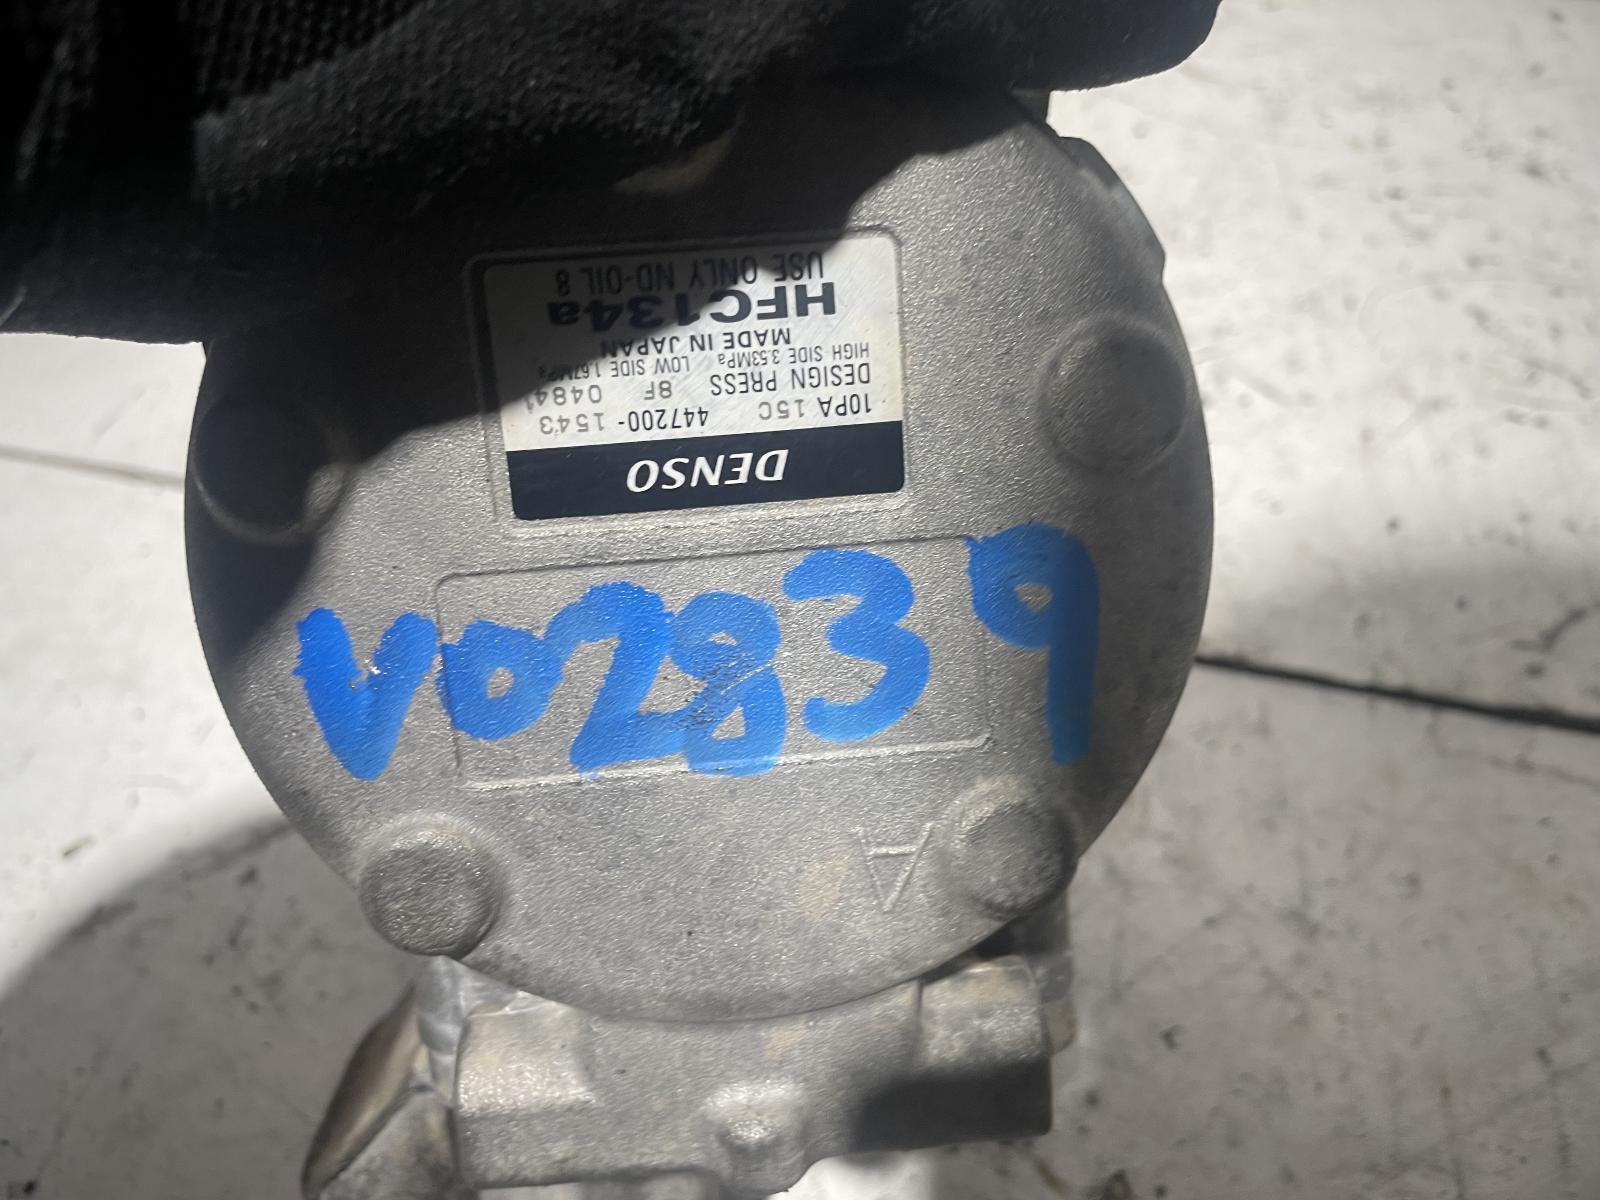 DENSO
10PA 15C 447200-1543
DESIGN PRESS 8F 04841
HIGH SIDE 3.53MPa LOW SIDE 1.67MPa
MADE IN JAPAN
HFC134a
USE ONLY ND-OIL 8
V02839
A